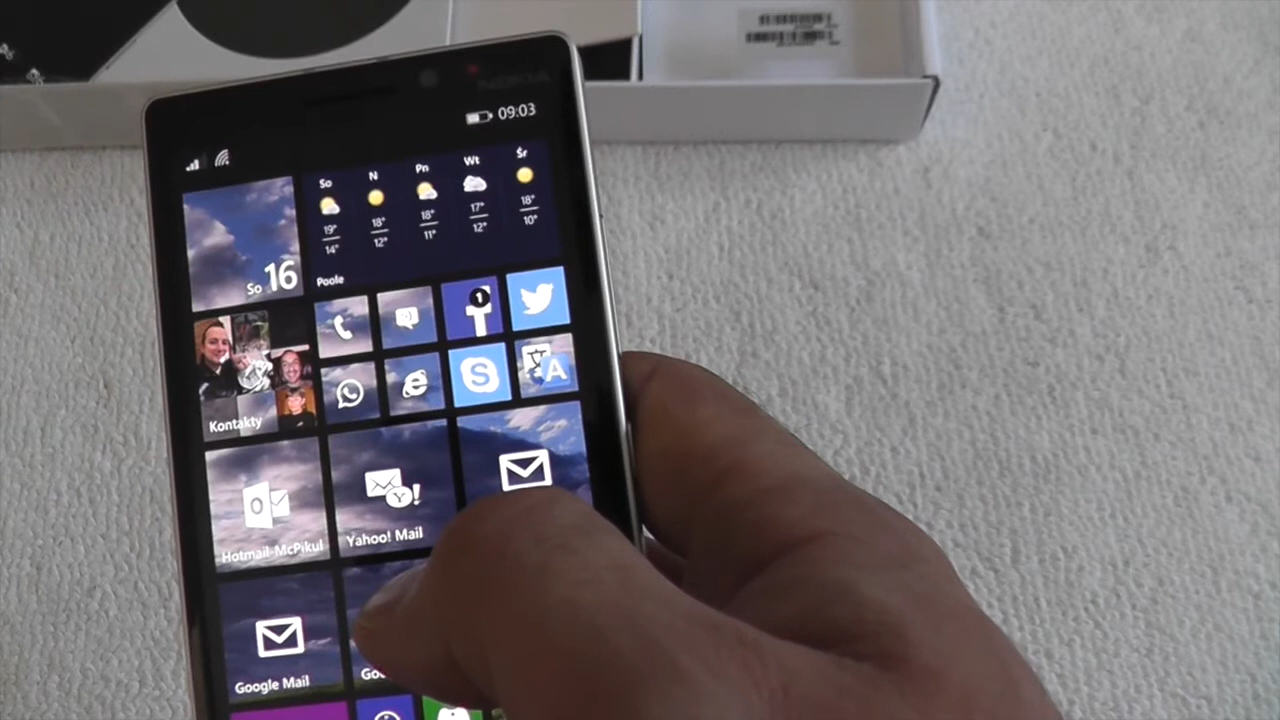 NOKIA
09:03
So N Pn Wt Śr
19° 18° 18° 17° 18°
14° 12° 11° 12° 10°
So 16
Poole
1
Kontakty
A
Hotmail-McPikul
Yahoo! Mail
Google Mail